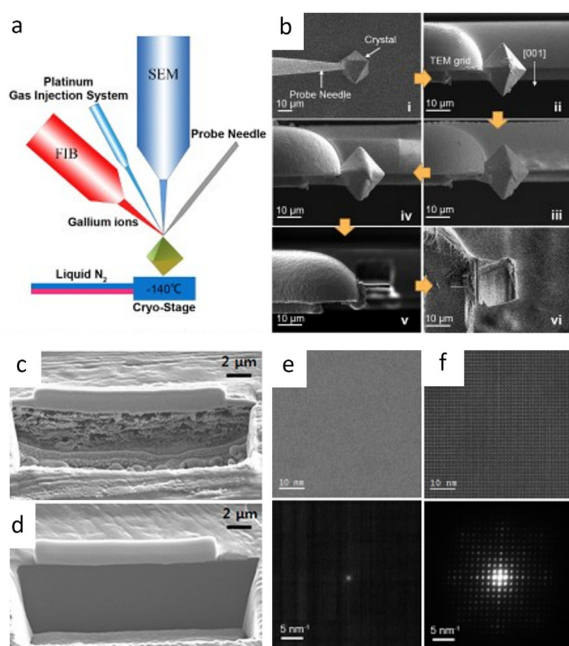 a
Platinum
Gas Injection System
SEM
Probe Needle
FIB
Gallium ions
Liquid N2
-140℃
Cryo-Stage
b
Crystal
Probe Needle
10 μm
i
TEM grid
[001]
10 μm
ii
10 μm
iv
10 μm
iii
10 μm
v
10 μm
vi
c
2 μm
d
2 μm
e
10 nm
5 nm-1
f
10 nm
5 nm-1